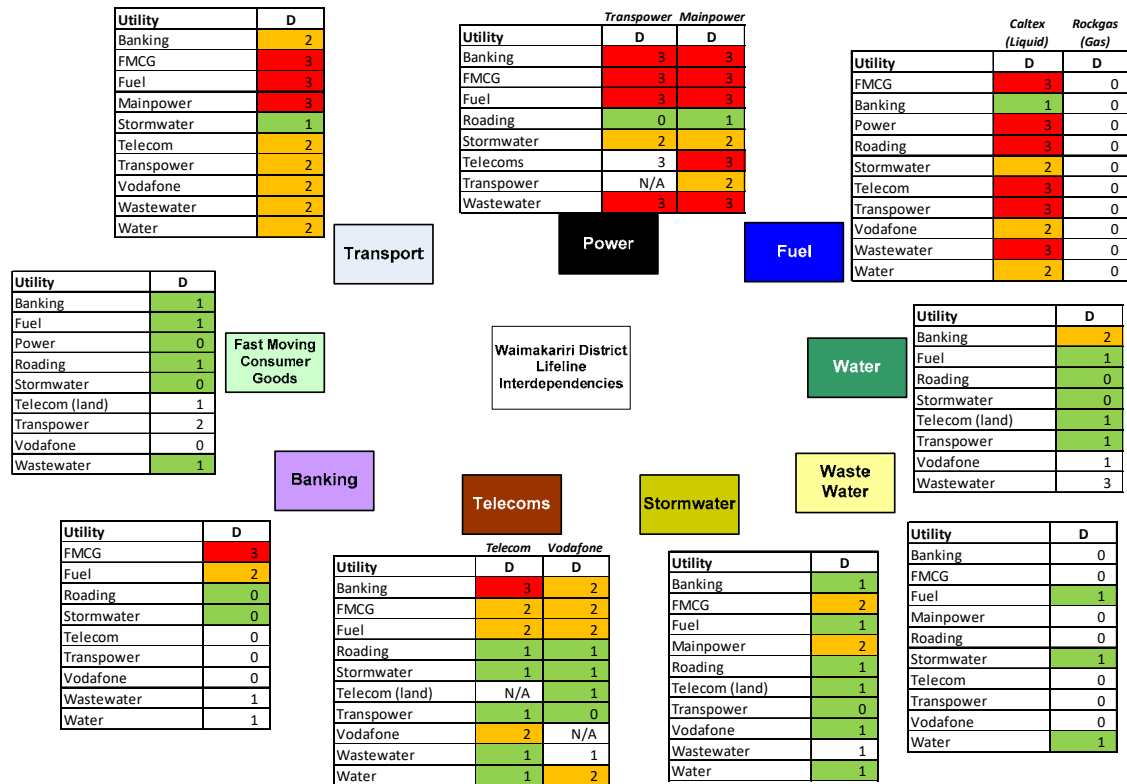 Utility D
Banking 2
FMCG 3
Fuel 3
Mainpower 3
Stormwater 1
Telecom 2
Transpower 2
Vodafone 2
Wastewater 2
Water 2
Transpower Mainpower
Utility D D
Banking 3 3
FMCG 3 3
Fuel 3 3
Roading 0 1
Stormwater 2 2
Telecoms 3 3
Transpower N/A 2
Wastewater 3 3
Caltex Rockgas
(Liquid) (Gas)
Utility D D
FMCG 3 0
Banking 1 0
Power 3 0
Roading 3 0
Stormwater 2 0
Telecom 3 0
Transpower 3 0
Vodafone 2 0
Wastewater 3 0
Water 2 0
Transport
Power
Fuel
Utility D
Banking 1
Fuel 1
Power 0
Roading 1
Stormwater 0
Telecom (land) 1
Transpower 2
Vodafone 0
Wastewater 1
Fast Moving
Consumer
Goods
Waimakariri District
Lifeline
Interdependencies
Water
Utility D
Banking 2
Fuel 1
Roading 0
Stormwater 0
Telecom (land) 1
Transpower 1
Vodafone 1
Wastewater 3
Banking
Telecoms
Stormwater
Waste
Water
Utility D
FMCG 3
Fuel 2
Roading 0
Stormwater 0
Telecom 0
Transpower 0
Vodafone 0
Wastewater 1
Water 1
Telecom Vodafone
Utility D D
Banking 3 2
FMCG 2 2
Fuel 2 2
Roading 1 1
Stormwater 1 1
Telecom (land) N/A 1
Transpower 1 0
Vodafone 2 N/A
Wastewater 1 1
Water 1 2
Utility D
Banking 1
FMCG 2
Fuel 1
Mainpower 2
Roading 1
Telecom (land) 1
Transpower 0
Vodafone 1
Wastewater 1
Water 1
Utility D
Banking 0
FMCG 0
Fuel 1
Mainpower 0
Roading 0
Stormwater 1
Telecom 0
Transpower 0
Vodafone 0
Water 1